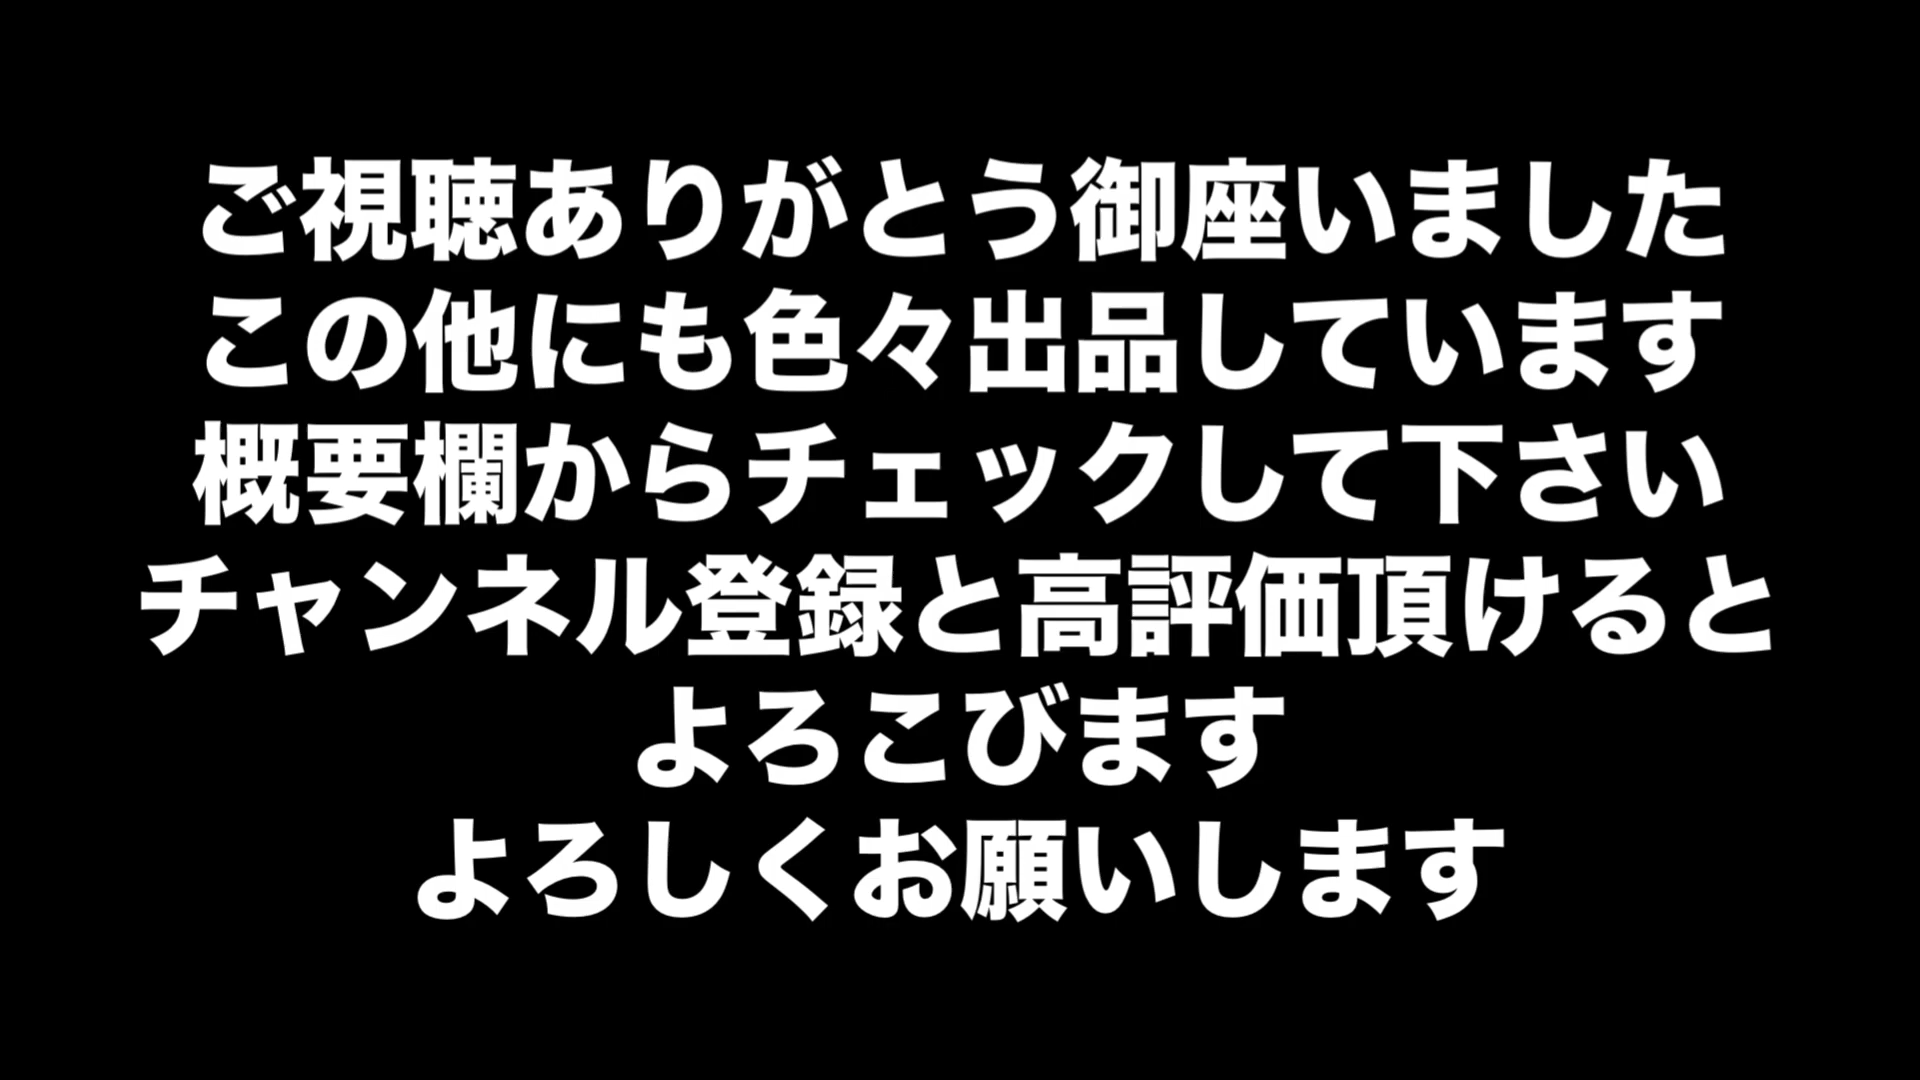 ご視聴ありがとう御座いました
この他にも色々出品しています
概要欄からチェックして下さい
チャンネル登録と高評価頂けると
よろこびます
よろしくお願いします